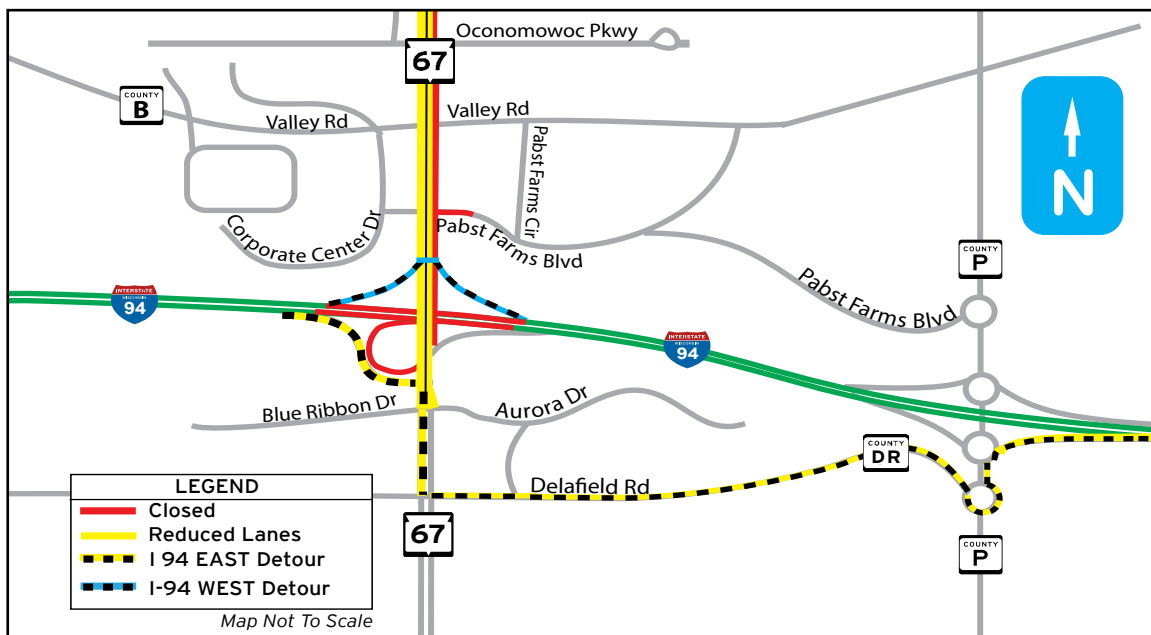 Oconomowoc Pkwy
67
COUNTY
B
Valley Rd
Valley Rd
Pabst Farms Cir
N
Corporate Center Dr
Pabst Farms Blvd
COUNTY
P
Pabst Farms Blvd
INTERSTATE
WISCONSIN
94
INTERSTATE
WISCONSIN
94
Blue Ribbon Dr
Aurora Dr
COUNTY
DR
Delafield Rd
67
COUNTY
P
LEGEND
Closed
Reduced Lanes
I 94 EAST Detour
I-94 WEST Detour
Map Not To Scale